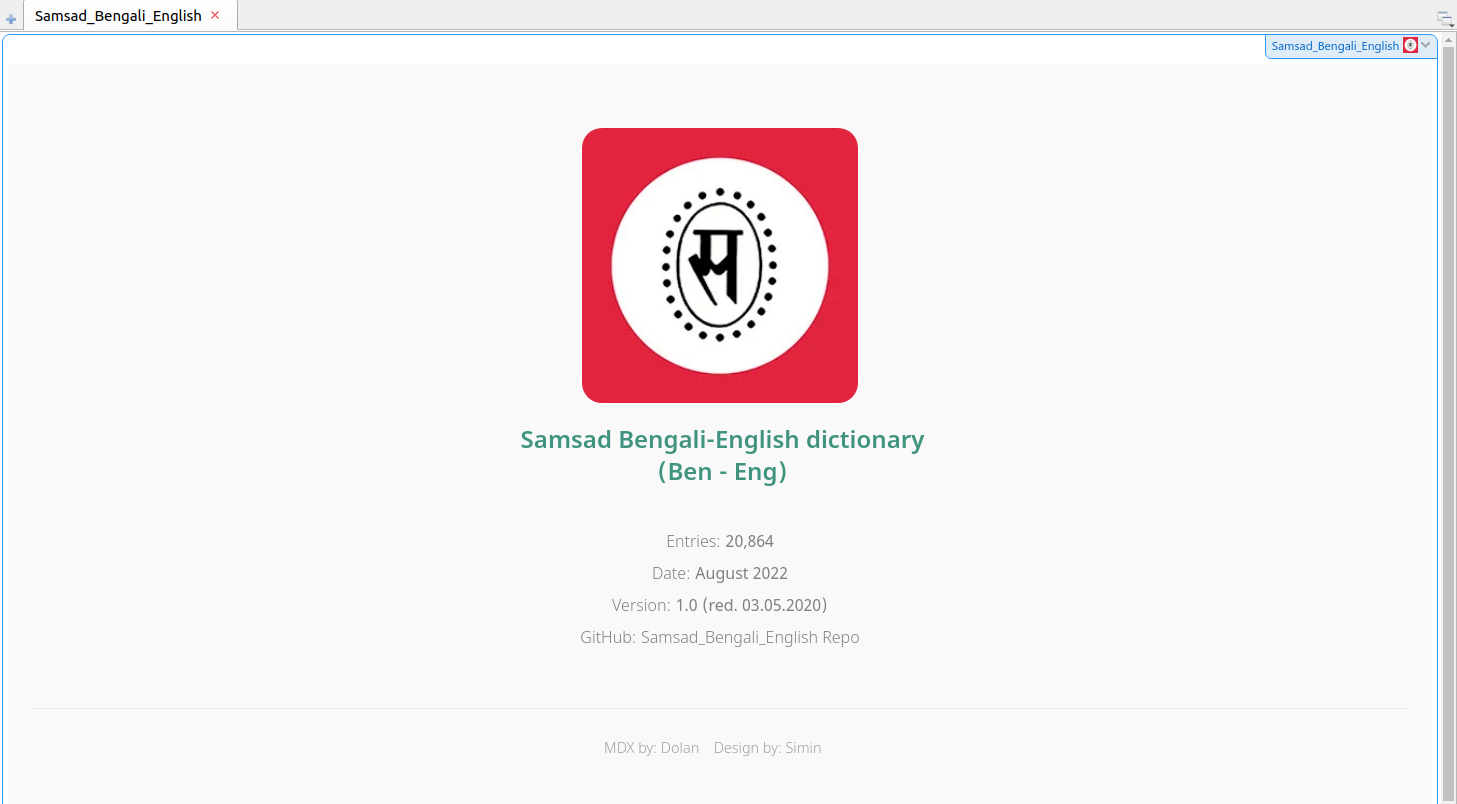 Samsad_Bengali_English
Samsad_Bengali_English
स
Samsad Bengali-English dictionary
(Ben - Eng)
Entries: 20,864
Date: August 2022
Version: 1.0 (red. 03.05.2020)
GitHub: Samsad_Bengali_English Repo
MDX by: Dolan Design by: Simin